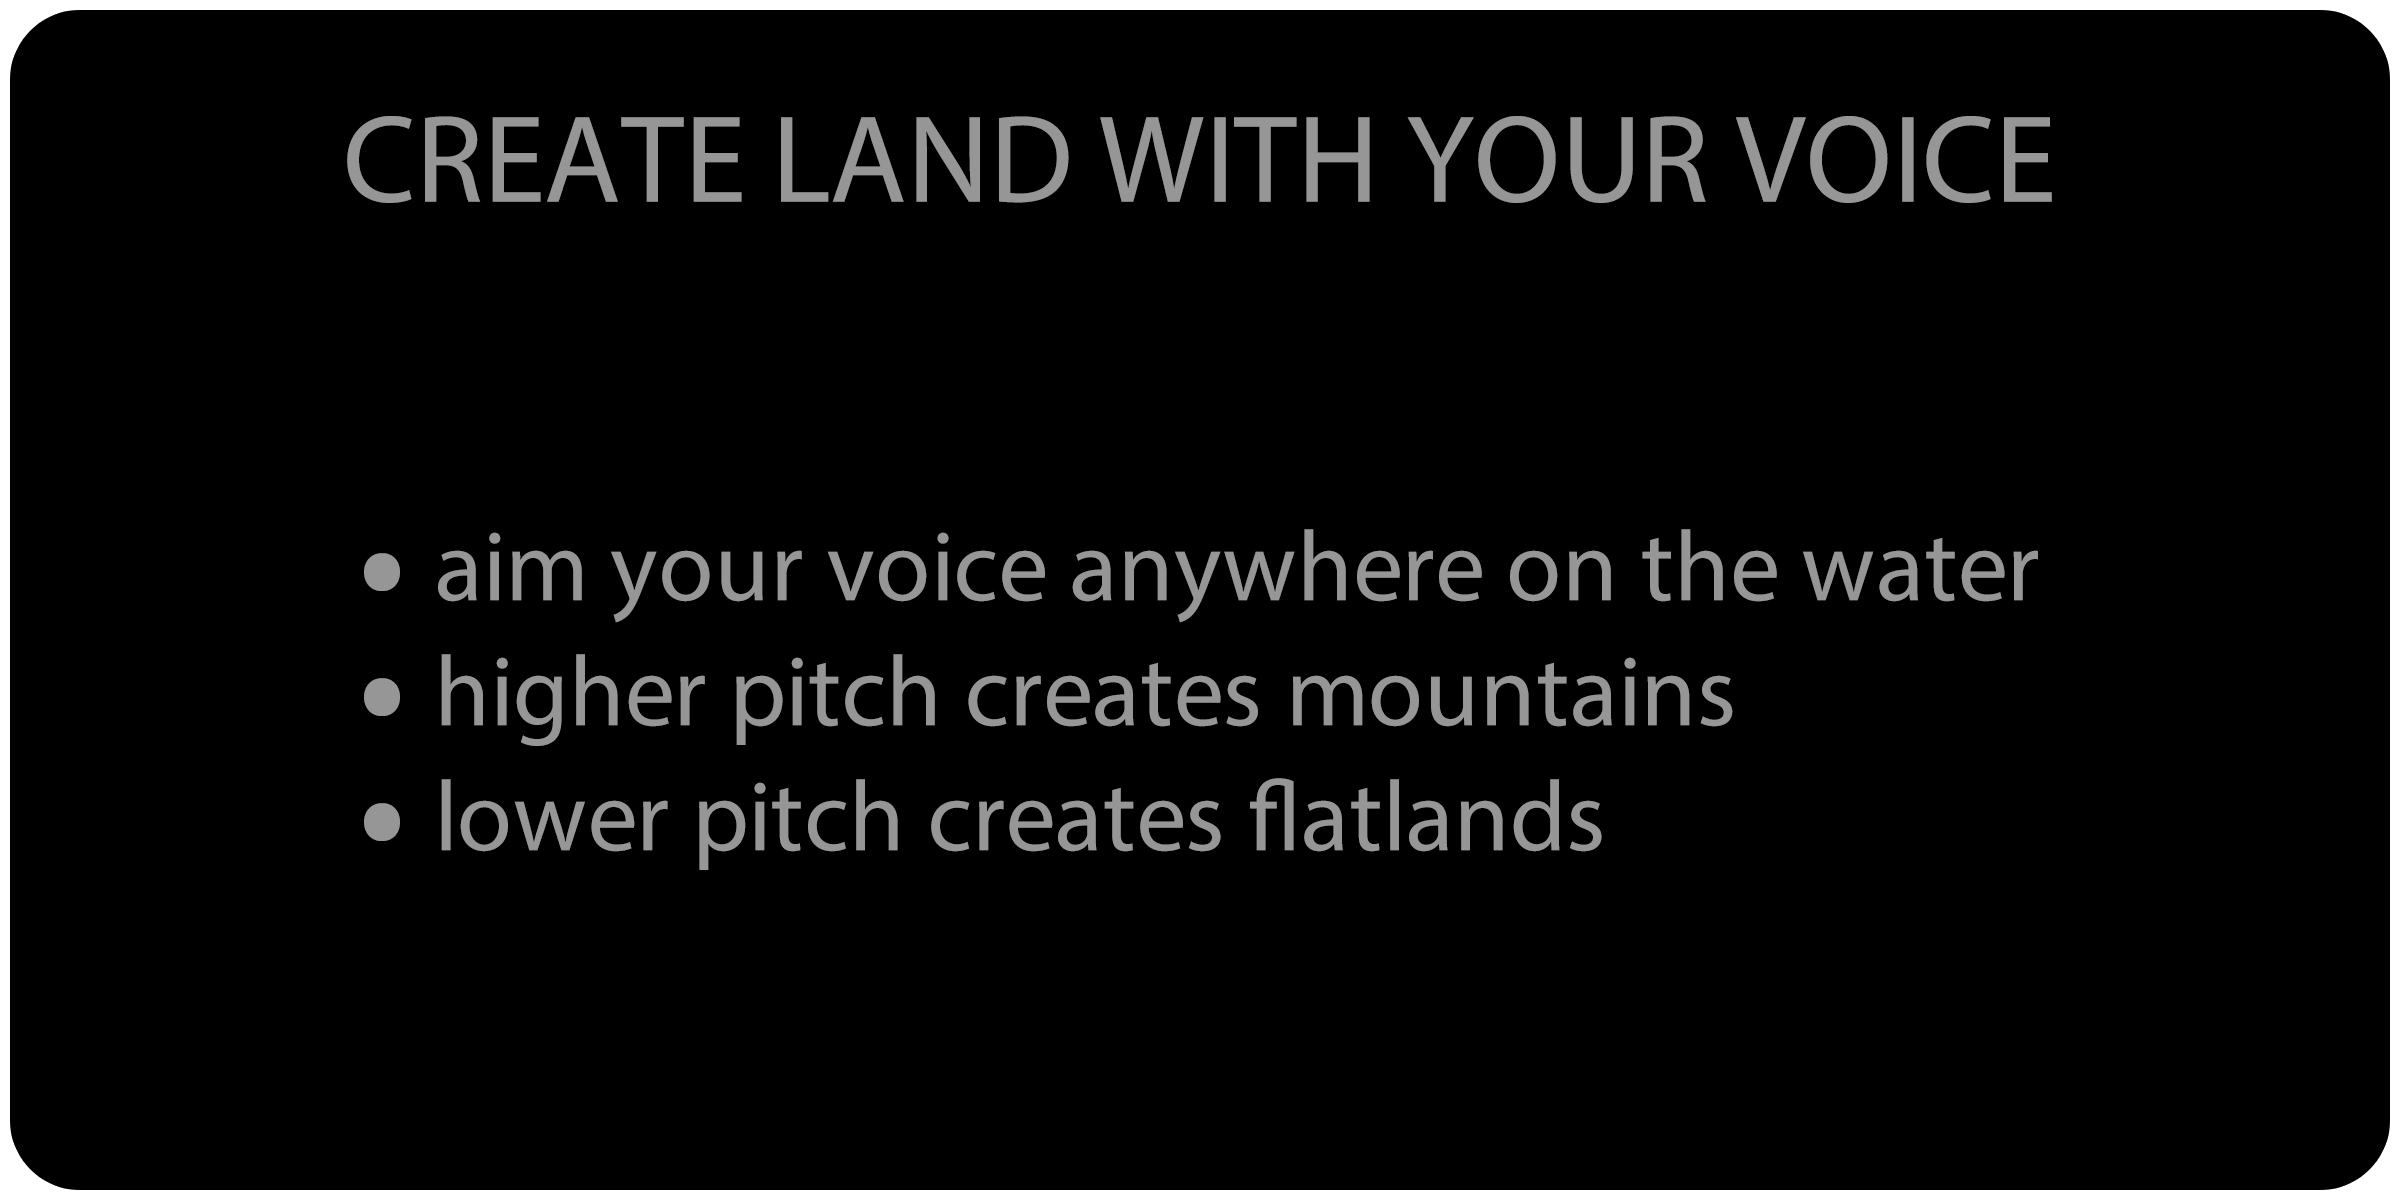 CREATE LAND WITH YOUR VOICE
• aim your voice anywhere on the water
• higher pitch creates mountains
• lower pitch creates flatlands